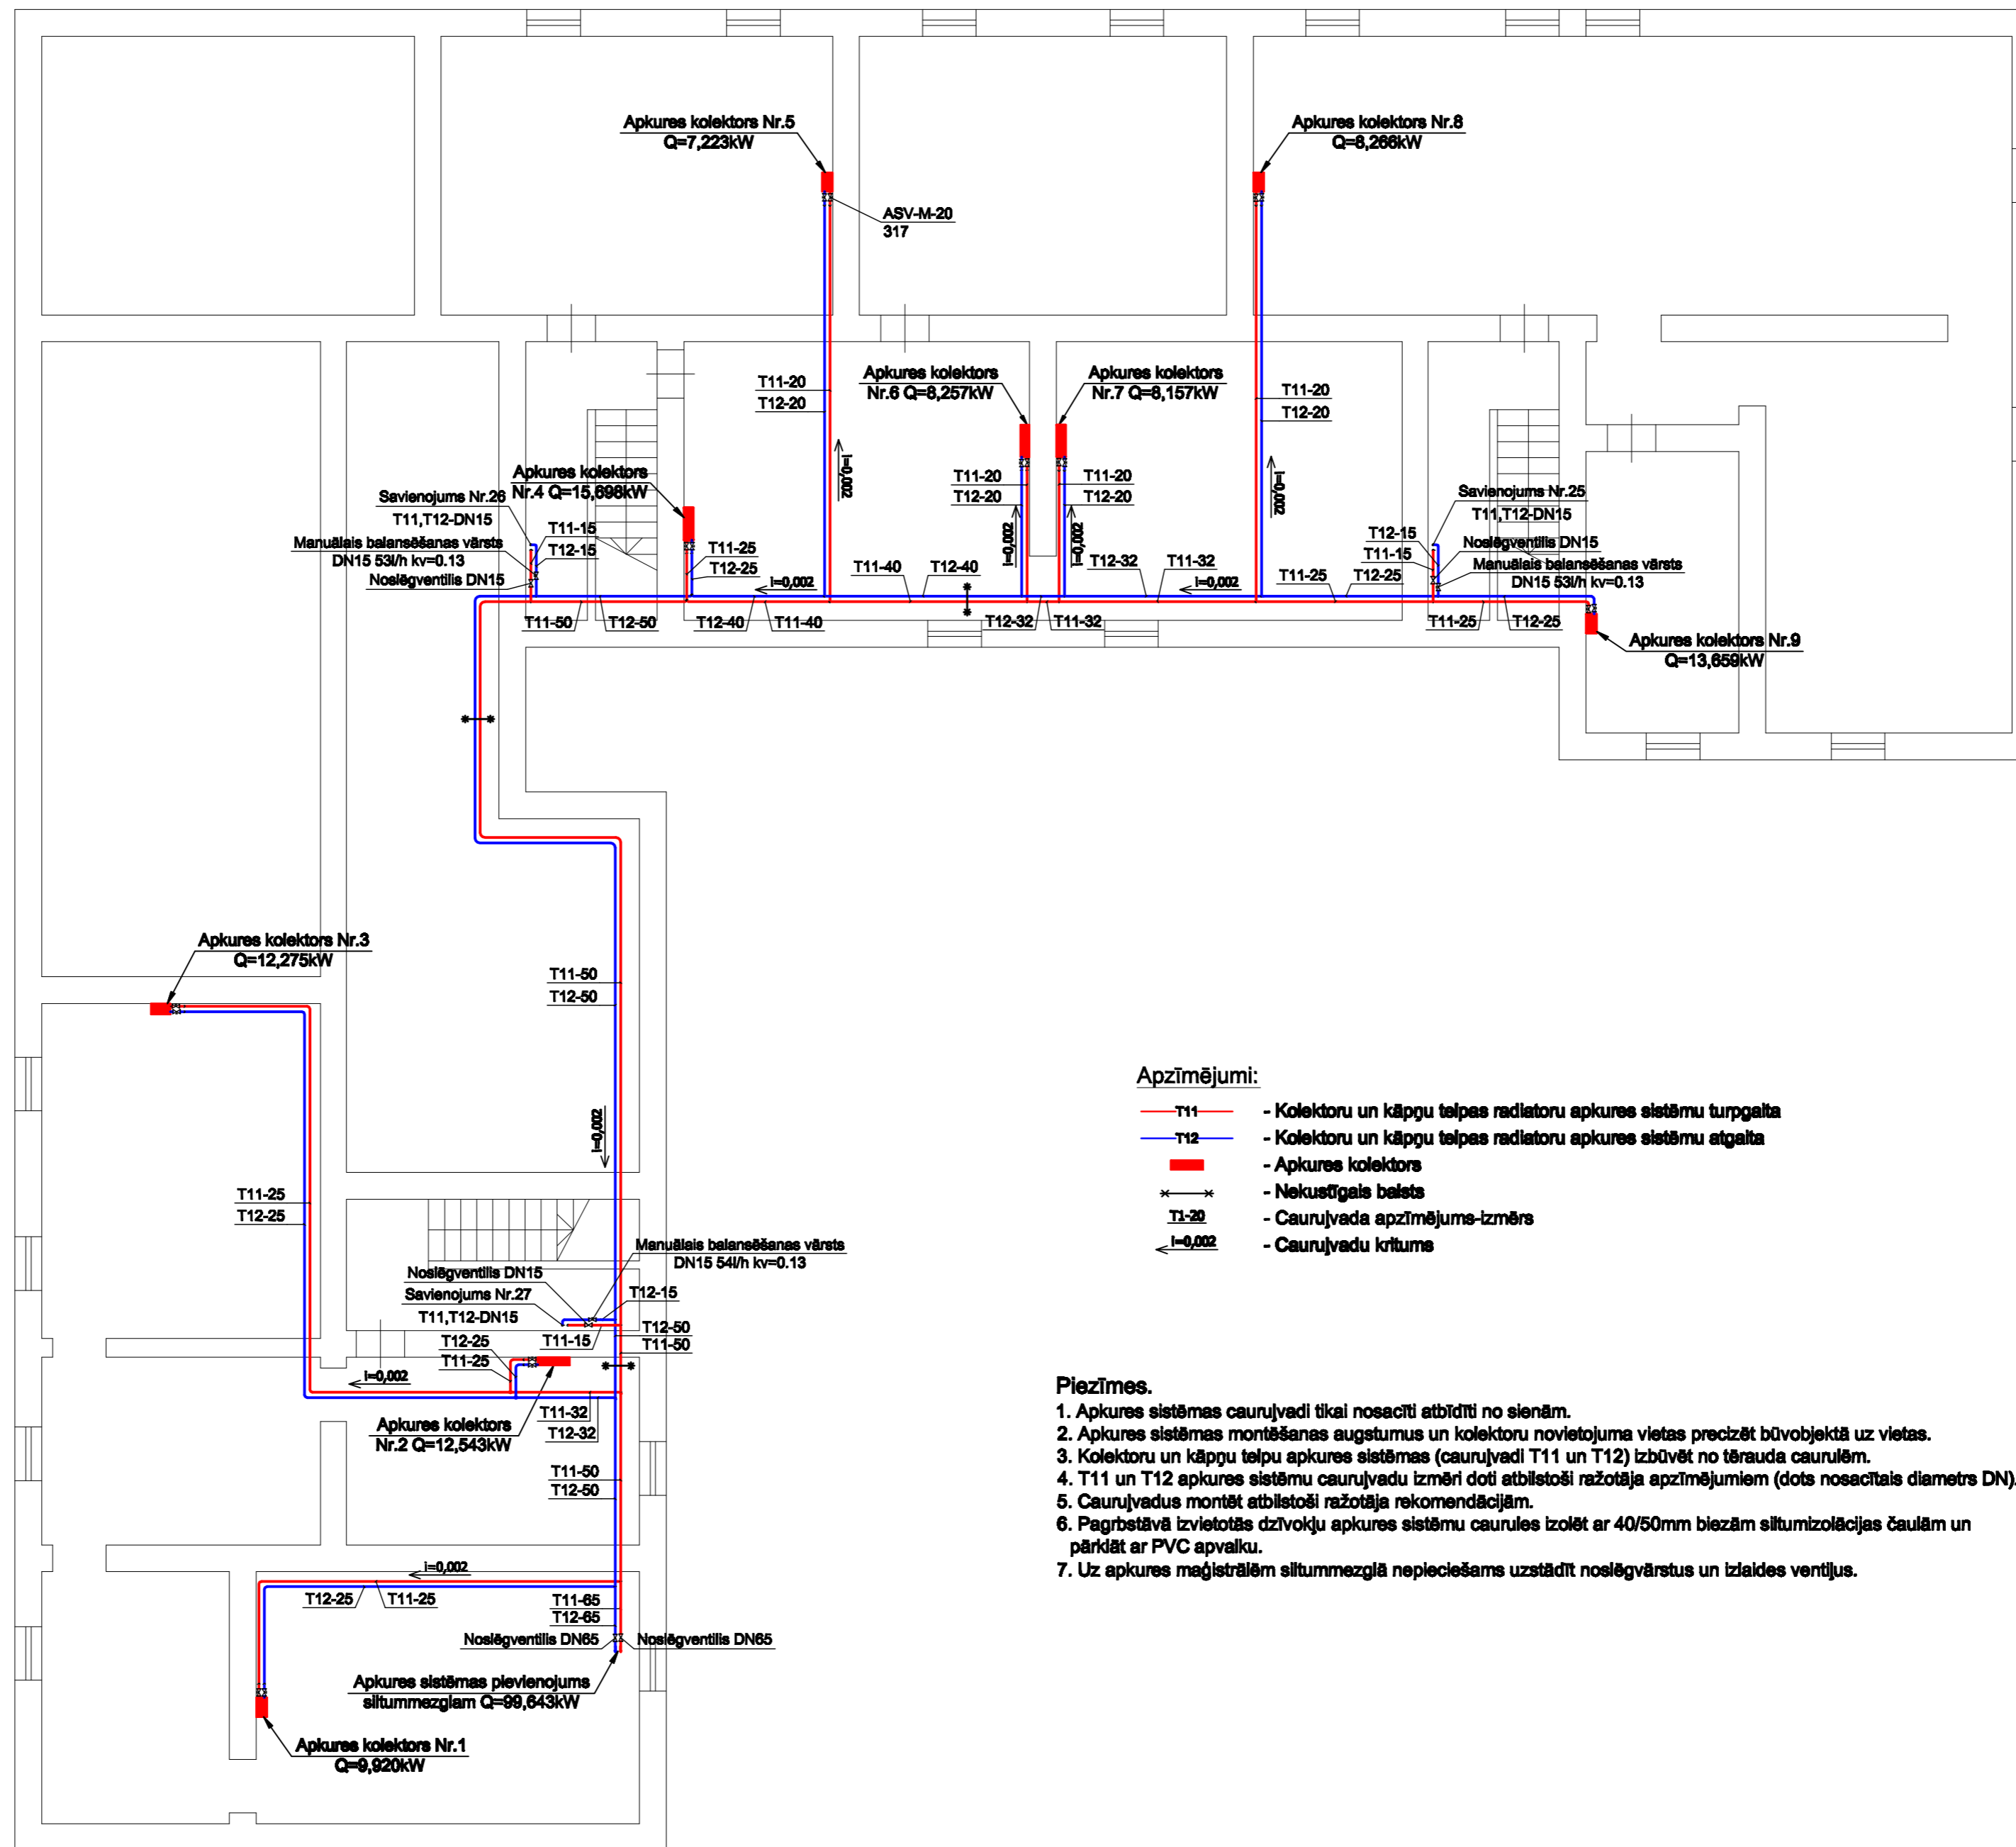 Apkures kolektors Nr.5
Q=7,223kW
Apkures kolektors Nr.8
Q=8,266kW
ASV-M-20
317
T11-20
T12-20
Apkures kolektors
Nr.6 Q=8,257kW
Apkures kolektors
Nr.7 Q=8,157kW
T11-20
T12-20
i=0,002
i=0,002
Apkures kolektors
Nr.4 Q=15,698kW
Savienojums Nr.26
T11,T12-DN15
T11-15
T12-15
Manuālais balansēšanas vārsts
DN15 53l/h kv=0.13
Noslēgventilis DN15
T11-25
T12-25
i=0,002
T11-20
T12-20
i=0,002
T11-20
T12-20
i=0,002
Savienojums Nr.25
T11,T12-DN15
T12-15
T11-15
Noslēgventilis DN15
Manuālais balansēšanas vārsts
DN15 53l/h kv=0.13
T11-40
T12-40
T12-32
T11-32
i=0,002
T11-25
T12-25
T11-50
T12-50
T12-40
T11-40
T12-32
T11-32
T11-25
T12-25
Apkures kolektors Nr.9
Q=13,659kW
Apkures kolektors Nr.3
Q=12,275kW
T11-50
T12-50
i=0,002
T11-25
T12-25
Manuālais balansēšanas vārsts
DN15 54l/h kv=0.13
Noslēgventilis DN15
Savienojums Nr.27
T11,T12-DN15
T12-15
T11-15
T12-50
T11-50
T12-25
T11-25
i=0,002
Apkures kolektors
Nr.2 Q=12,543kW
T11-32
T12-32
T11-50
T12-50
i=0,002
T12-25
T11-25
T11-65
T12-65
Noslēgventilis DN65
Noslēgventilis DN65
Apkures sistēmas pievienojums
siltummezglam Q=99,643kW
Apkures kolektors Nr.1
Q=9,920kW
Apzīmējumi:
T11 - Kolektoru un kāpņu telpas radiatoru apkures sistēmu turpgaita
T12 - Kolektoru un kāpņu telpas radiatoru apkures sistēmu atgaita
- Apkures kolektors
- Nekustīgais balsts
T1-20 - Cauruļvada apzīmējums-izmērs
i=0,002 - Cauruļvadu kritums
Piezīmes.
1. Apkures sistēmas cauruļvadi tikai nosacīti atbīdīti no sienām.
2. Apkures sistēmas montēšanas augstumus un kolektoru novietojuma vietas precizēt būvobjektā uz vietas.
3. Kolektoru un kāpņu telpu apkures sistēmas (cauruļvadi T11 un T12) izbūvēt no tērauda caurulēm.
4. T11 un T12 apkures sistēmu cauruļvadu izmēri doti atbilstoši ražotāja apzīmējumiem (dots nosacītais diametrs DN).
5. Cauruļvadus montēt atbilstoši ražotāja rekomendācijām.
6. Pagrbstāvā izvietotās dzīvokļu apkures sistēmu caurules izolēt ar 40/50mm biezām siltumizolācijas čaulām un
pārklāt ar PVC apvalku.
7. Uz apkures maģistrālēm siltummezglā nepieciešams uzstādīt noslēgvārstus un izlaides ventiļus.